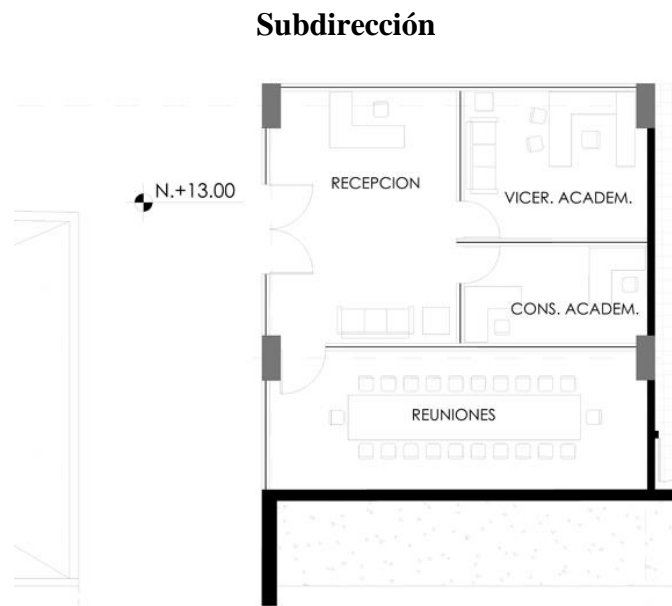 Subdirección
N.+13.00
RECEPCION
VICER. ACADEM.
CONS. ACADEM.
REUNIONES